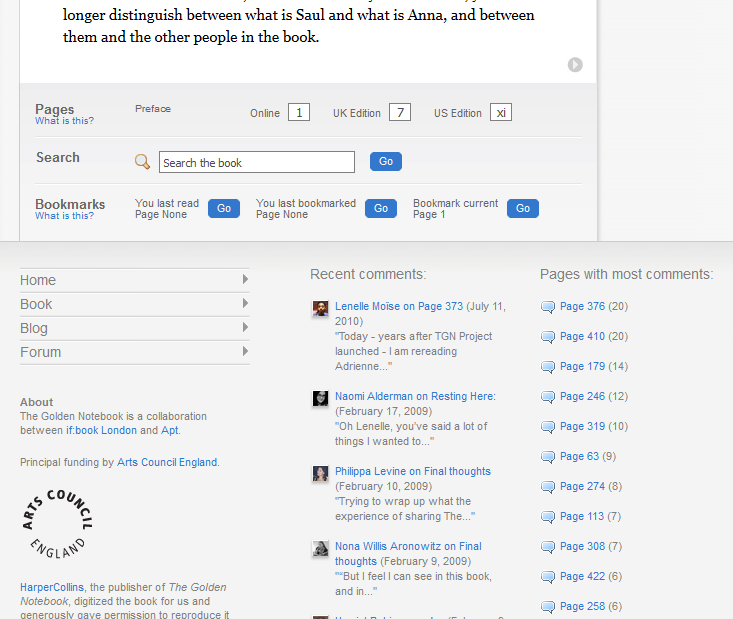 longer distinguish between what is Saul and what is Anna, and between
them and the other people in the book.
Pages
What is this?
Preface
Online 1 UK Edition 7 US Edition xi
Search
Search the book
Go
Bookmarks
What is this?
You last read
Page None
Go
You last bookmarked
Page None
Go
Bookmark current
Page 1
Go
Home
Book
Blog
Forum
About
The Golden Notebook is a collaboration
between if:book London and Apt.
Principal funding by Arts Council England.
ARTS COUNCIL
ENGLAND
HarperCollins, the publisher of The Golden
Notebook, digitized the book for us and
generously gave permission to reproduce it
Recent comments:
Lenelle Moïse on Page 373 (July 11,
2010)
"Today - years after TGN Project
launched - I am rereading
Adrienne..."
Naomi Alderman on Resting Here:
(February 17, 2009)
"Oh Lenelle, you've said a lot of
things I wanted to..."
Philippa Levine on Final thoughts
(February 10, 2009)
"Trying to wrap up what the
experience of sharing The..."
Nona Willis Aronowitz on Final
thoughts (February 9, 2009)
"“But I feel I can see in this book,
and in..."
Pages with most comments:
Page 376 (20)
Page 410 (20)
Page 179 (14)
Page 246 (12)
Page 319 (10)
Page 63 (9)
Page 274 (8)
Page 113 (7)
Page 308 (7)
Page 422 (6)
Page 258 (6)